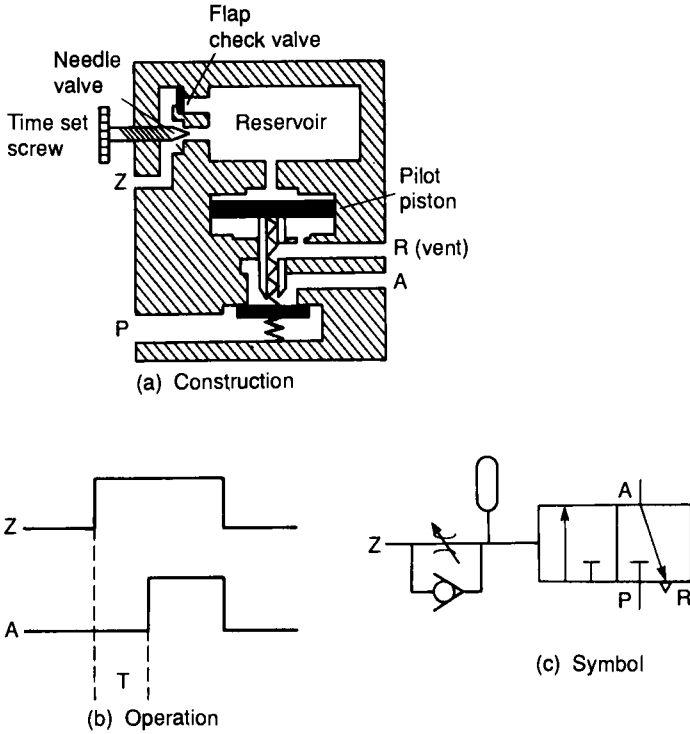 Flap
check valve
Needle
valve
Time set
screw
Reservoir
Z
Pilot
piston
R (vent)
A
P
(a) Construction
Z
A
T
(b) Operation
Z
A
P
R
(c) Symbol